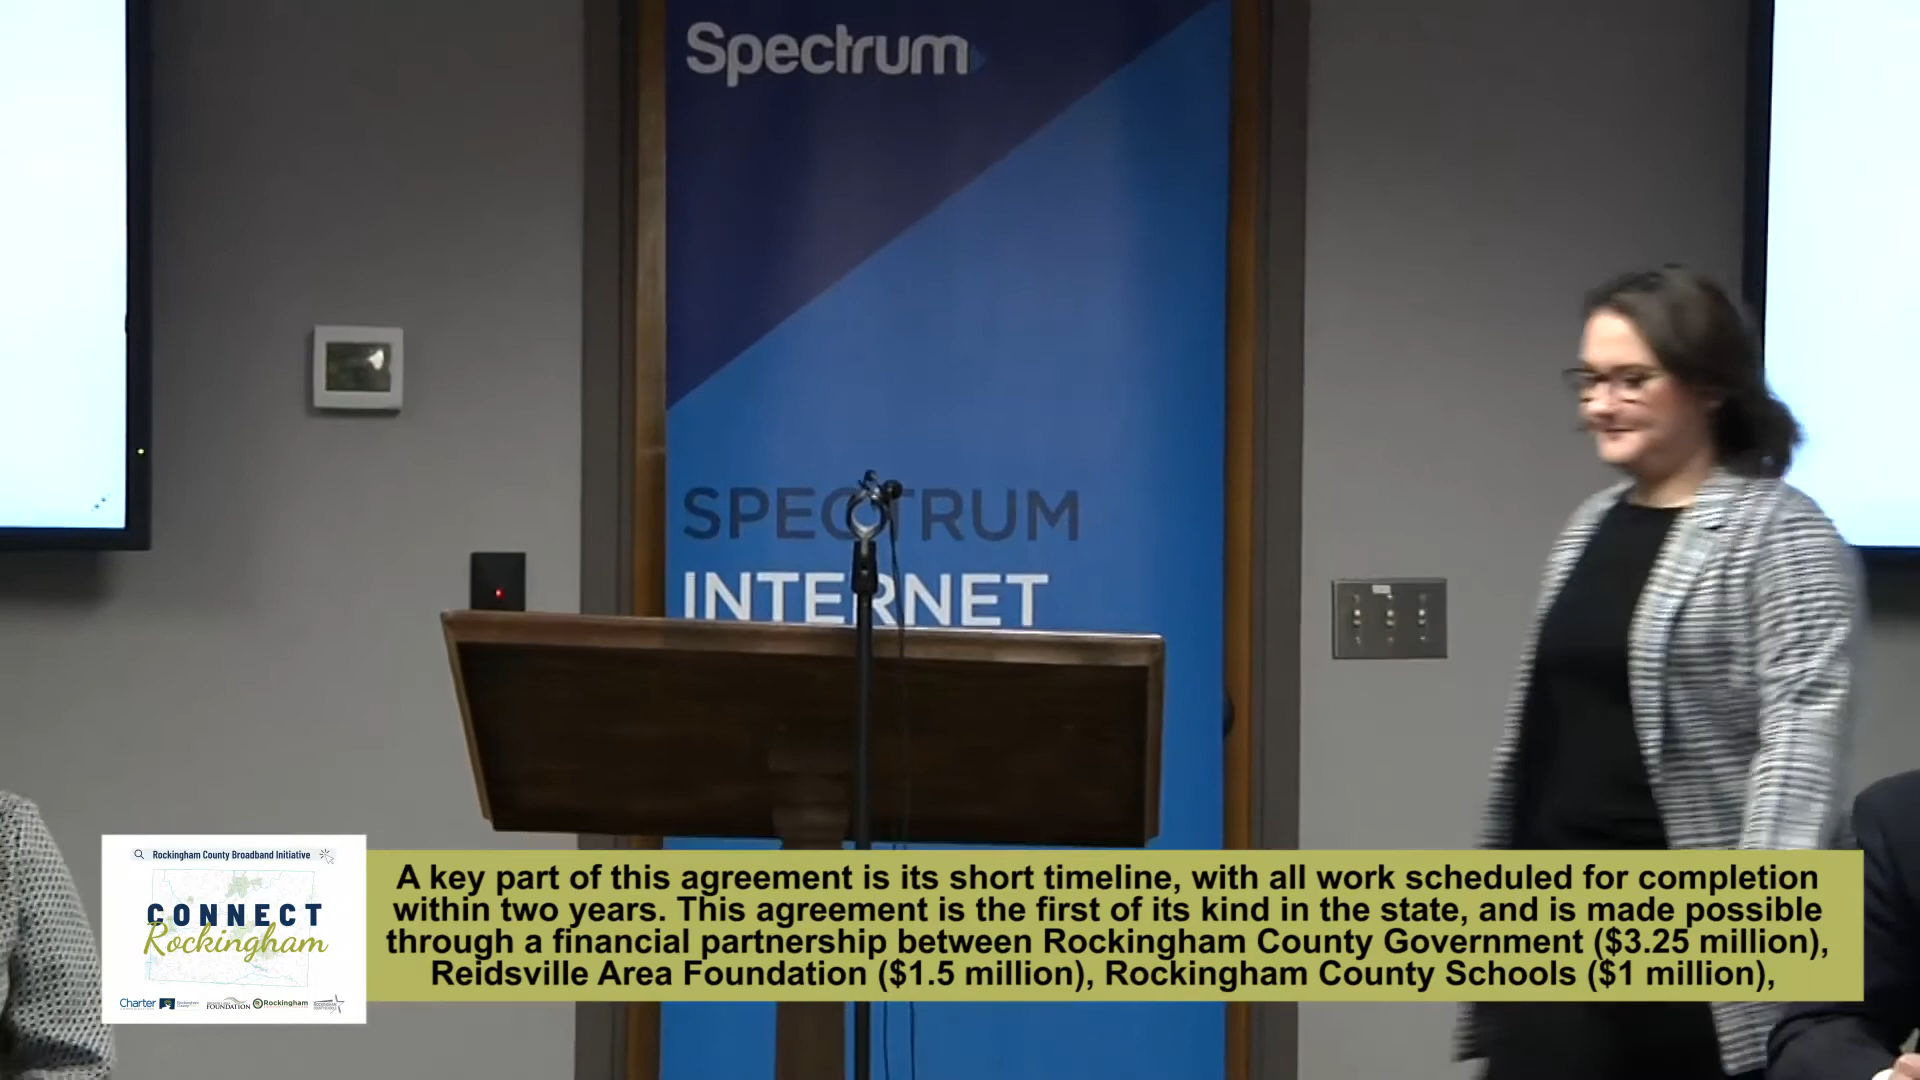 Spectrum
SPECTRUM
INTERNET
Rockingham County Broadband Initiative
CONNECT
Rockingham
Charter
FOUNDATION
Rockingham
A key part of this agreement is its short timeline, with all work scheduled for completion
within two years. This agreement is the first of its kind in the state, and is made possible
through a financial partnership between Rockingham County Government ($3.25 million),
Reidsville Area Foundation ($1.5 million), Rockingham County Schools ($1 million),